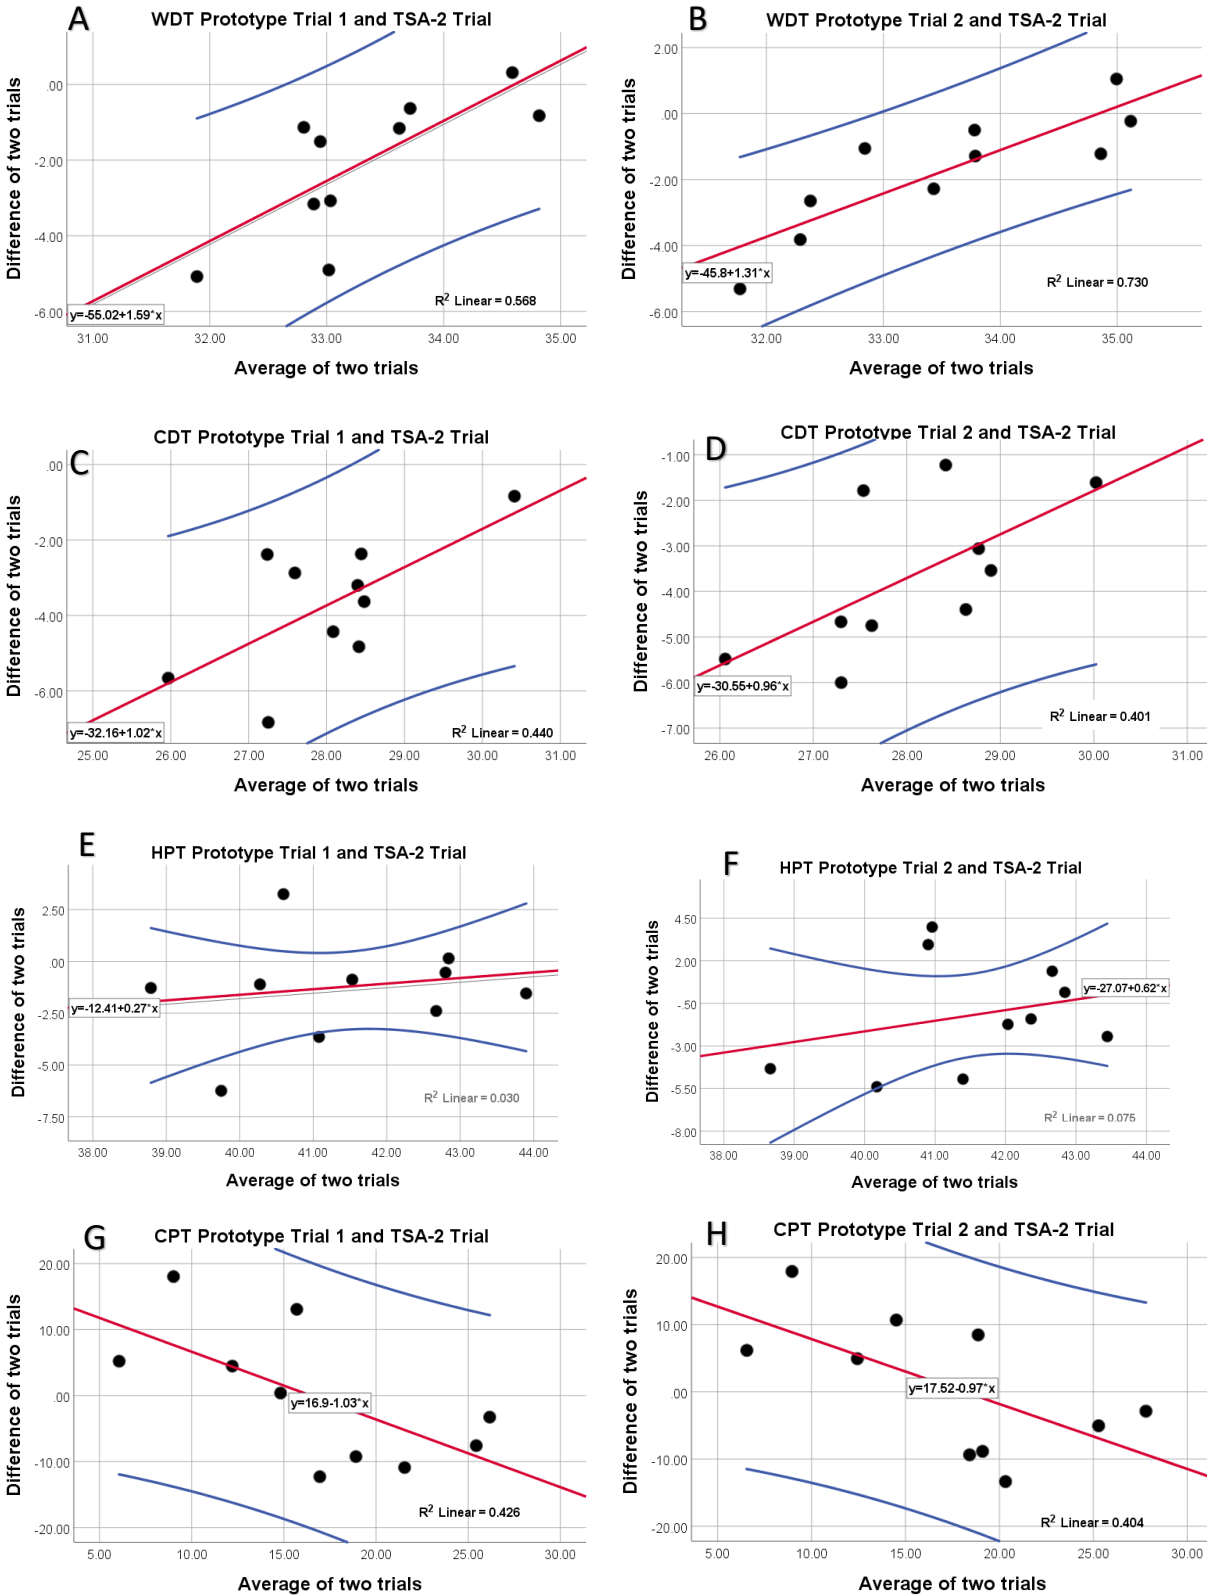 A
WDT Prototype Trial 1 and TSA-2 Trial
Difference of two trials
.00
-2.00
-4.00
-6.00
y=-55.02+1.59*x
R2 Linear = 0.568
31.00 32.00 33.00 34.00 35.00
Average of two trials
B
WDT Prototype Trial 2 and TSA-2 Trial
Difference of two trials
2.00
.00
-2.00
-4.00
-6.00
y=-45.8+1.31*x
R2 Linear = 0.730
32.00 33.00 34.00 35.00
Average of two trials
C
CDT Prototype Trial 1 and TSA-2 Trial
Difference of two trials
.00
-2.00
-4.00
-6.00
y=-32.16+1.02*x
R2 Linear = 0.440
25.00 26.00 27.00 28.00 29.00 30.00 31.00
Average of two trials
D
CDT Prototype Trial 2 and TSA-2 Trial
Difference of two trials
-1.00
-2.00
-3.00
-4.00
-5.00
-6.00
-7.00
y=-30.55+0.96*x
R2 Linear = 0.401
26.00 27.00 28.00 29.00 30.00 31.00
Average of two trials
E
HPT Prototype Trial 1 and TSA-2 Trial
Difference of two trials
2.50
.00
-2.50
-5.00
-7.50
y=-12.41+0.27*x
R2 Linear = 0.030
38.00 39.00 40.00 41.00 42.00 43.00 44.00
Average of two trials
F
HPT Prototype Trial 2 and TSA-2 Trial
Difference of two trials
4.50
2.00
-.50
-3.00
-5.50
-8.00
y=-27.07+0.62*x
R2 Linear = 0.075
38.00 39.00 40.00 41.00 42.00 43.00 44.00
Average of two trials
G
CPT Prototype Trial 1 and TSA-2 Trial
Difference of two trials
20.00
10.00
.00
-10.00
-20.00
y=16.9-1.03*x
R2 Linear = 0.426
5.00 10.00 15.00 20.00 25.00 30.00
Average of two trials
H
CPT Prototype Trial 2 and TSA-2 Trial
Difference of two trials
20.00
10.00
.00
-10.00
-20.00
y=17.52-0.97*x
R2 Linear = 0.404
5.00 10.00 15.00 20.00 25.00 30.00
Average of two trials